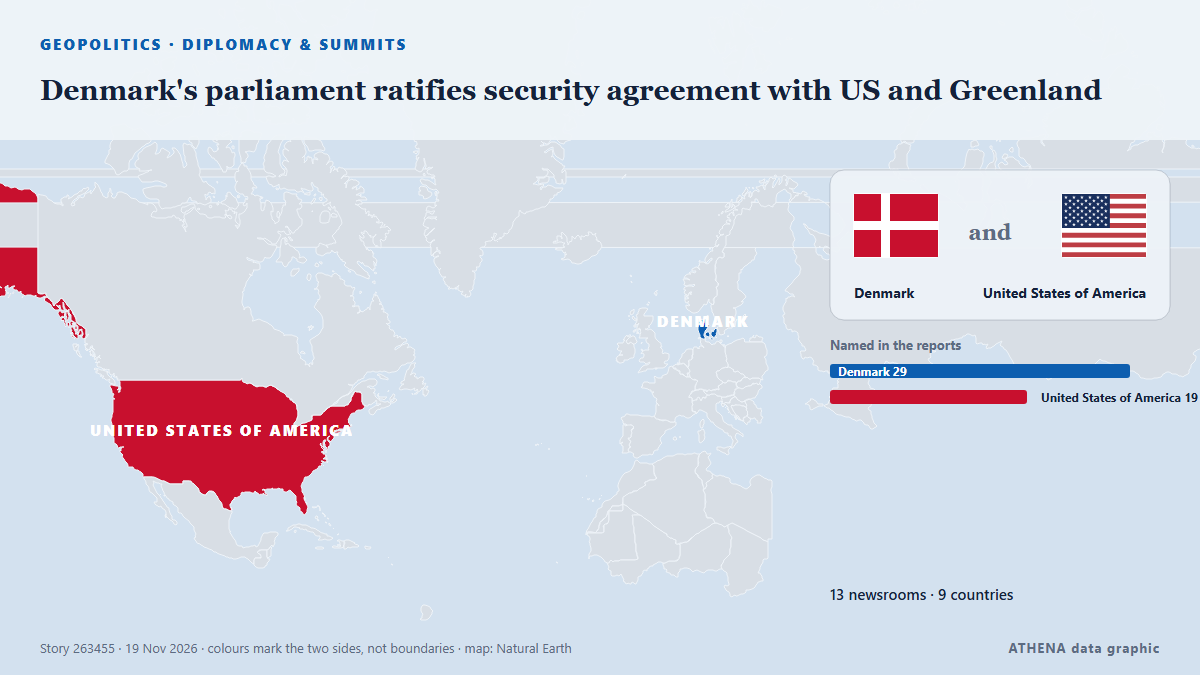 GEOPOLITICS · DIPLOMACY & SUMMITS
Denmark's parliament ratifies security agreement with US and Greenland
and
Denmark
United States of America
DENMARK
Named in the reports
Denmark 29
United States of America 19
UNITED STATES OF AMERICA
13 newsrooms · 9 countries
Story 263455 · 19 Nov 2026 · colours mark the two sides, not boundaries · map: Natural Earth
ATHENA data graphic